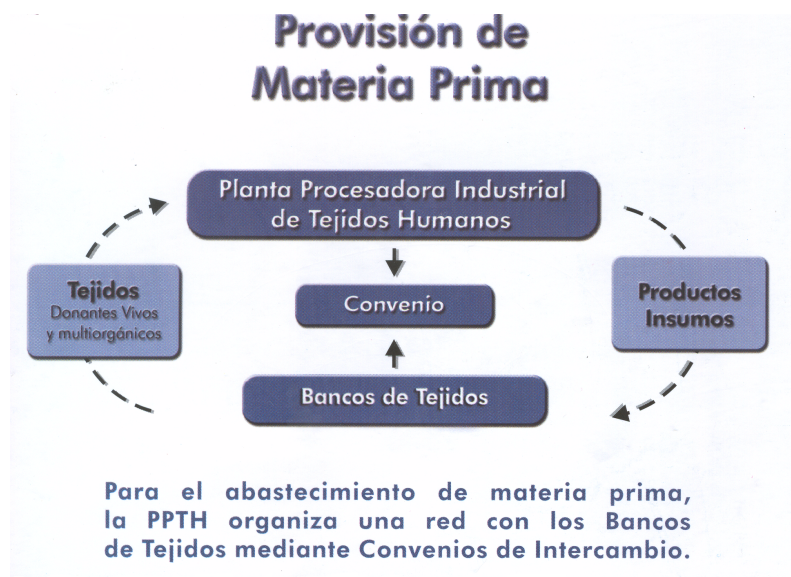 Provisión de
Materia Prima
Planta Procesadora Industrial
de Tejidos Humanos
Tejidos
Donantes Vivos
y multiorgánicos
Convenio
Productos
Insumos
Bancos de Tejidos
Para el abastecimiento de materia prima,
la PPTH organiza una red con los Bancos
de Tejidos mediante Convenios de Intercambio.